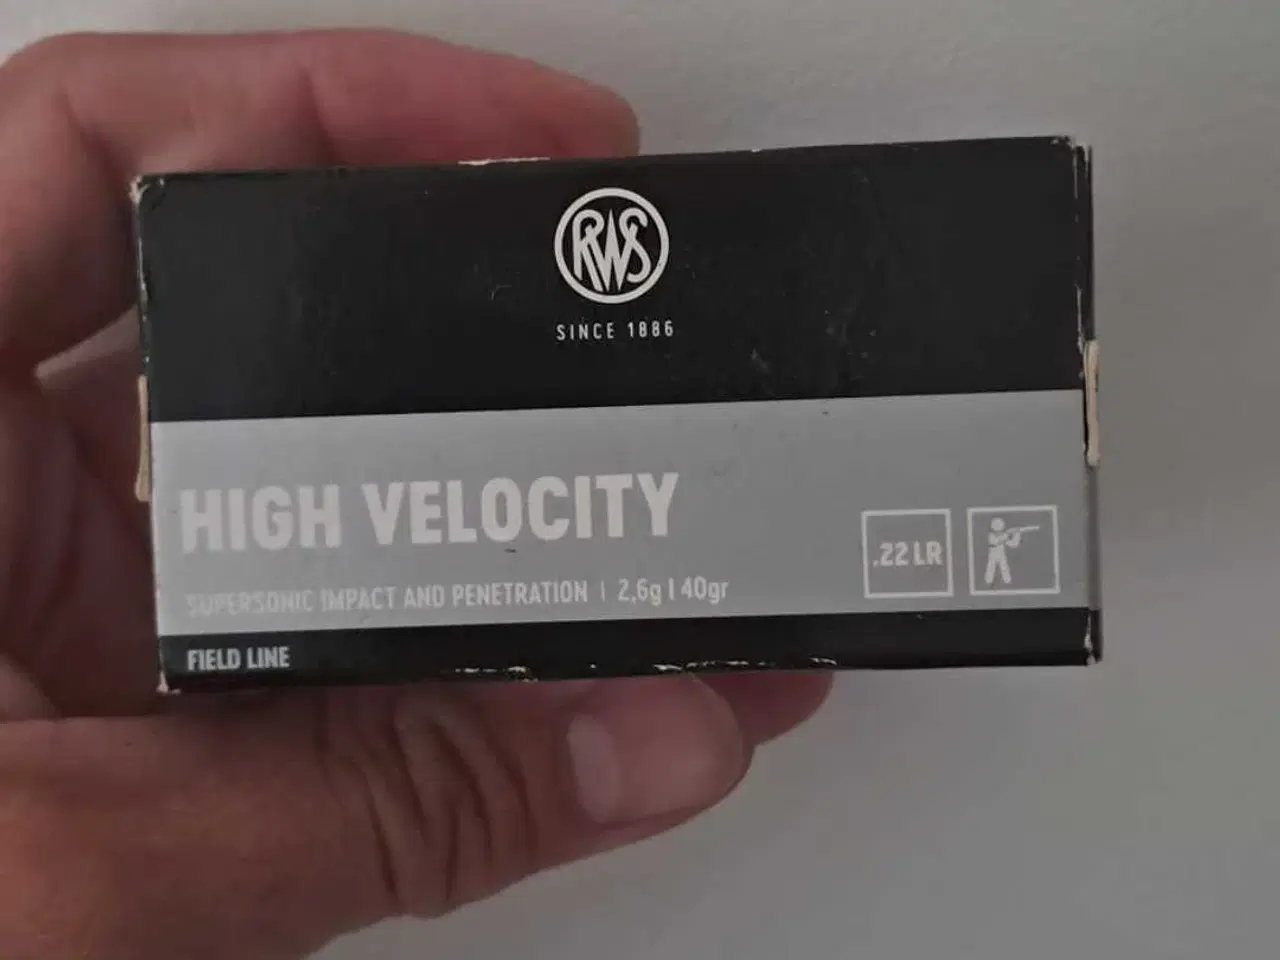 RWS
SINCE 1886
HIGH VELOCITY
SUPERSONIC IMPACT AND PENETRATION | 2,6g | 40gr
.22 LR
FIELD LINE